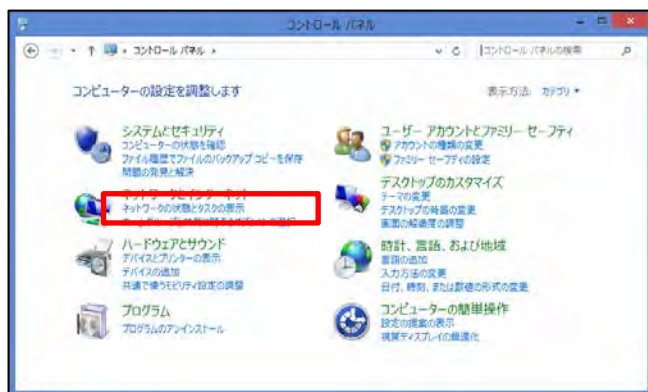 コントロール パネル
コントロール パネル
コントロール パネルの検索
コンピューターの設定を調整します
表示方法: カテゴリ
システムとセキュリティ
コンピューターの状態を確認
ファイル履歴でファイルのバックアップ コピーを保存
問題の発見と解決
ネットワークとインターネット
ネットワークの状態とタスクの表示
ハードウェアとサウンド
デバイスとプリンターの表示
デバイスの追加
共通で使うモビリティ設定の調整
プログラム
プログラムのアンインストール
ユーザー アカウントとファミリー セーフティ
アカウントの種類の変更
ファミリー セーフティの設定
デスクトップのカスタマイズ
テーマの変更
デスクトップの背景の変更
画面の解像度の調整
時計、言語、および地域
言語の追加
入力方法の変更
日付、時刻、または数値の形式の変更
コンピューターの簡単操作
設定の提案の表示
視覚ディスプレイの最適化